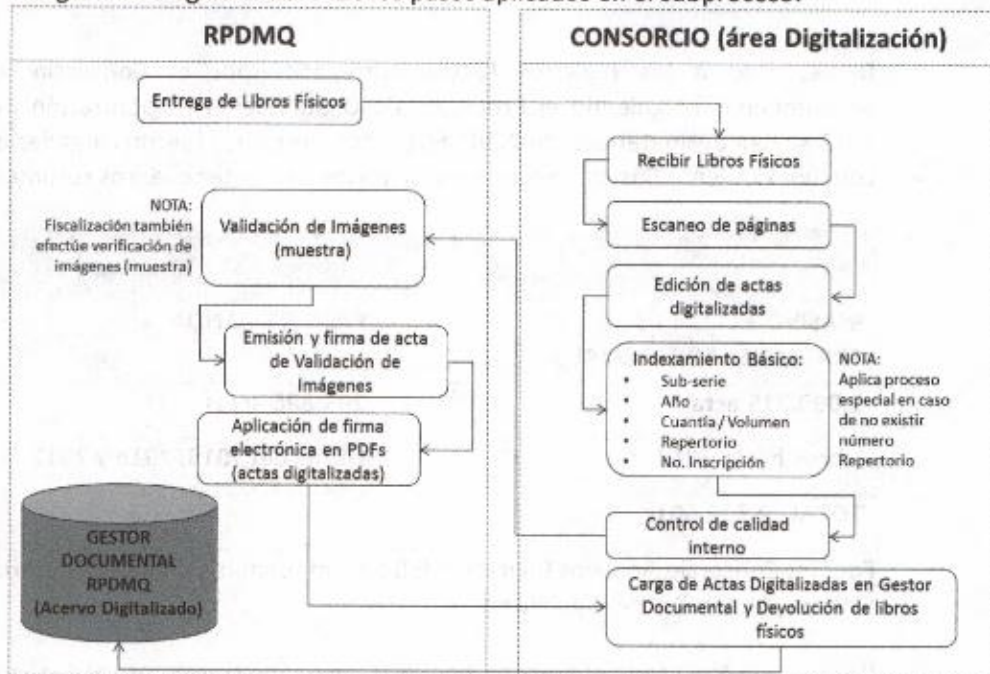 RPDMQ
Entrega de Libros Físicos
NOTA:
Fiscalización también
efectúe verificación de
imágenes (muestra)
Validación de Imágenes
(muestra)
Emisión y firma de acta
de Validación de
Imágenes
Aplicación de firma
electrónica en PDFs
(actas digitalizadas)
GESTOR
DOCUMENTAL
RPDMQ
(Acervo Digitalizado)
CONSORCIO (área Digitalización)
Recibir Libros Físicos
Escaneo de páginas
Edición de actas
digitalizadas
Indexamiento Básico:
• Sub-serie
• Año
• Cuantía / Volumen
• Repertorio
• No. Inscripción
NOTA:
Aplica proceso
especial en caso
de no existir
número
Repertorio
Control de calidad
interno
Carga de Actas Digitalizadas en Gestor
Documental y Devolución de libros
físicos